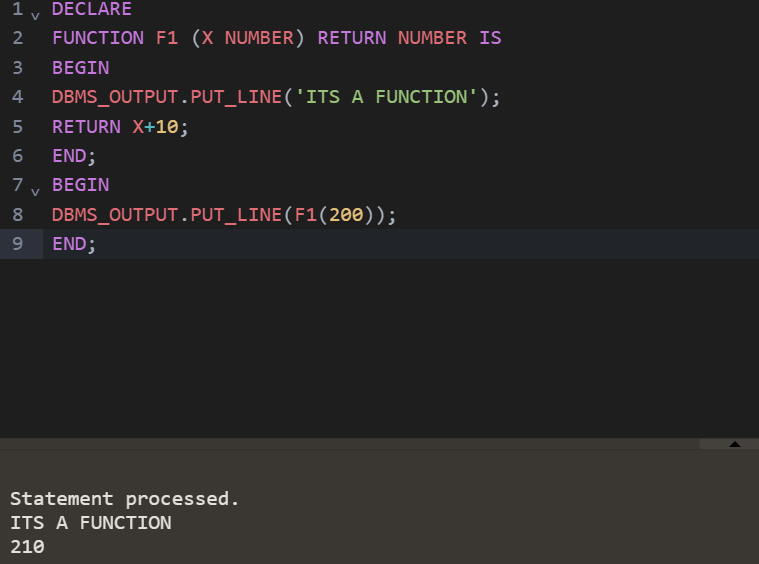 1 DECLARE
2 FUNCTION F1 (X NUMBER) RETURN NUMBER IS
3 BEGIN
4 DBMS_OUTPUT.PUT_LINE('ITS A FUNCTION');
5 RETURN X+10;
6 END;
7 BEGIN
8 DBMS_OUTPUT.PUT_LINE(F1(200));
9 END;
Statement processed.
ITS A FUNCTION
210